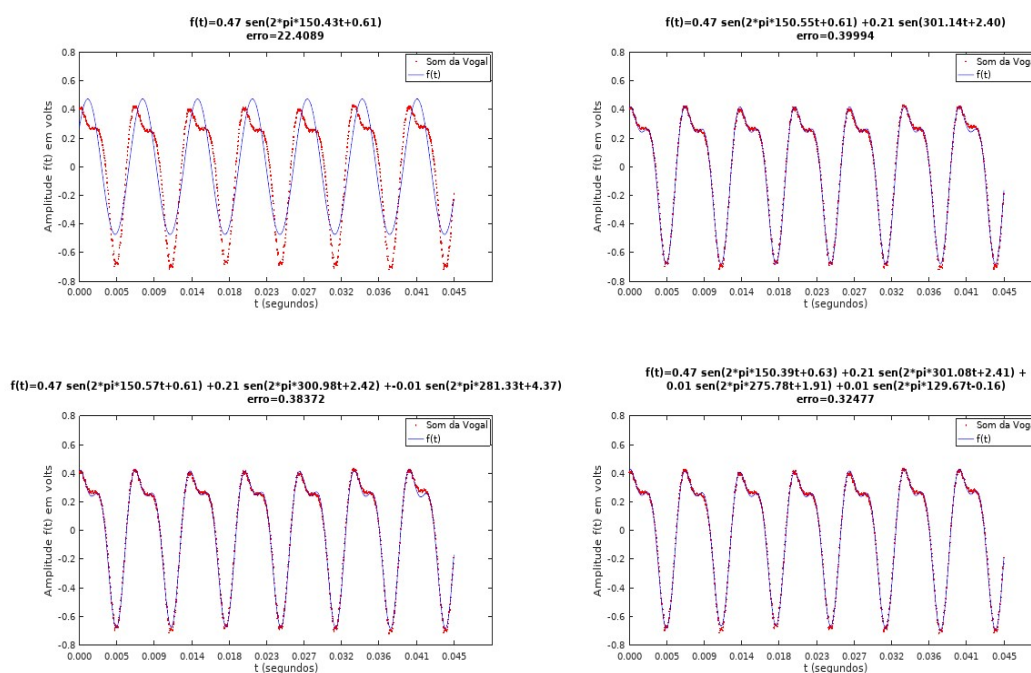 f(t)=0.47 sen(2*pi*150.43t+0.61)
erro=22.4089
Som da Vogal
f(t)
0.8
0.6
0.4
0.2
0
-0.2
-0.4
-0.6
-0.8
Amplitude f(t) em volts
0.000 0.005 0.009 0.014 0.018 0.023 0.027 0.032 0.036 0.041 0.045
t (segundos)
f(t)=0.47 sen(2*pi*150.55t+0.61) +0.21 sen(301.14t+2.40)
erro=0.39994
Som da Vogal
f(t)
0.8
0.6
0.4
0.2
0
-0.2
-0.4
-0.6
-0.8
Amplitude f(t) em volts
0.000 0.005 0.009 0.014 0.018 0.023 0.027 0.032 0.036 0.041 0.045
t (segundos)
f(t)=0.47 sen(2*pi*150.57t+0.61) +0.21 sen(2*pi*300.98t+2.42) +-0.01 sen(2*pi*281.33t+4.37)
erro=0.38372
Som da Vogal
f(t)
0.8
0.6
0.4
0.2
0
-0.2
-0.4
-0.6
-0.8
Amplitude f(t) em volts
0.000 0.005 0.009 0.014 0.018 0.023 0.027 0.032 0.036 0.041 0.045
t (segundos)
f(t)=0.47 sen(2*pi*150.39t+0.63) +0.21 sen(2*pi*301.08t+2.41) +
0.01 sen(2*pi*275.78t+1.91) +0.01 sen(2*pi*129.67t-0.16)
erro=0.32477
Som da Vogal
f(t)
0.8
0.6
0.4
0.2
0
-0.2
-0.4
-0.6
-0.8
Amplitude f(t) em volts
0.000 0.005 0.009 0.014 0.018 0.023 0.027 0.032 0.036 0.041 0.045
t (segundos)